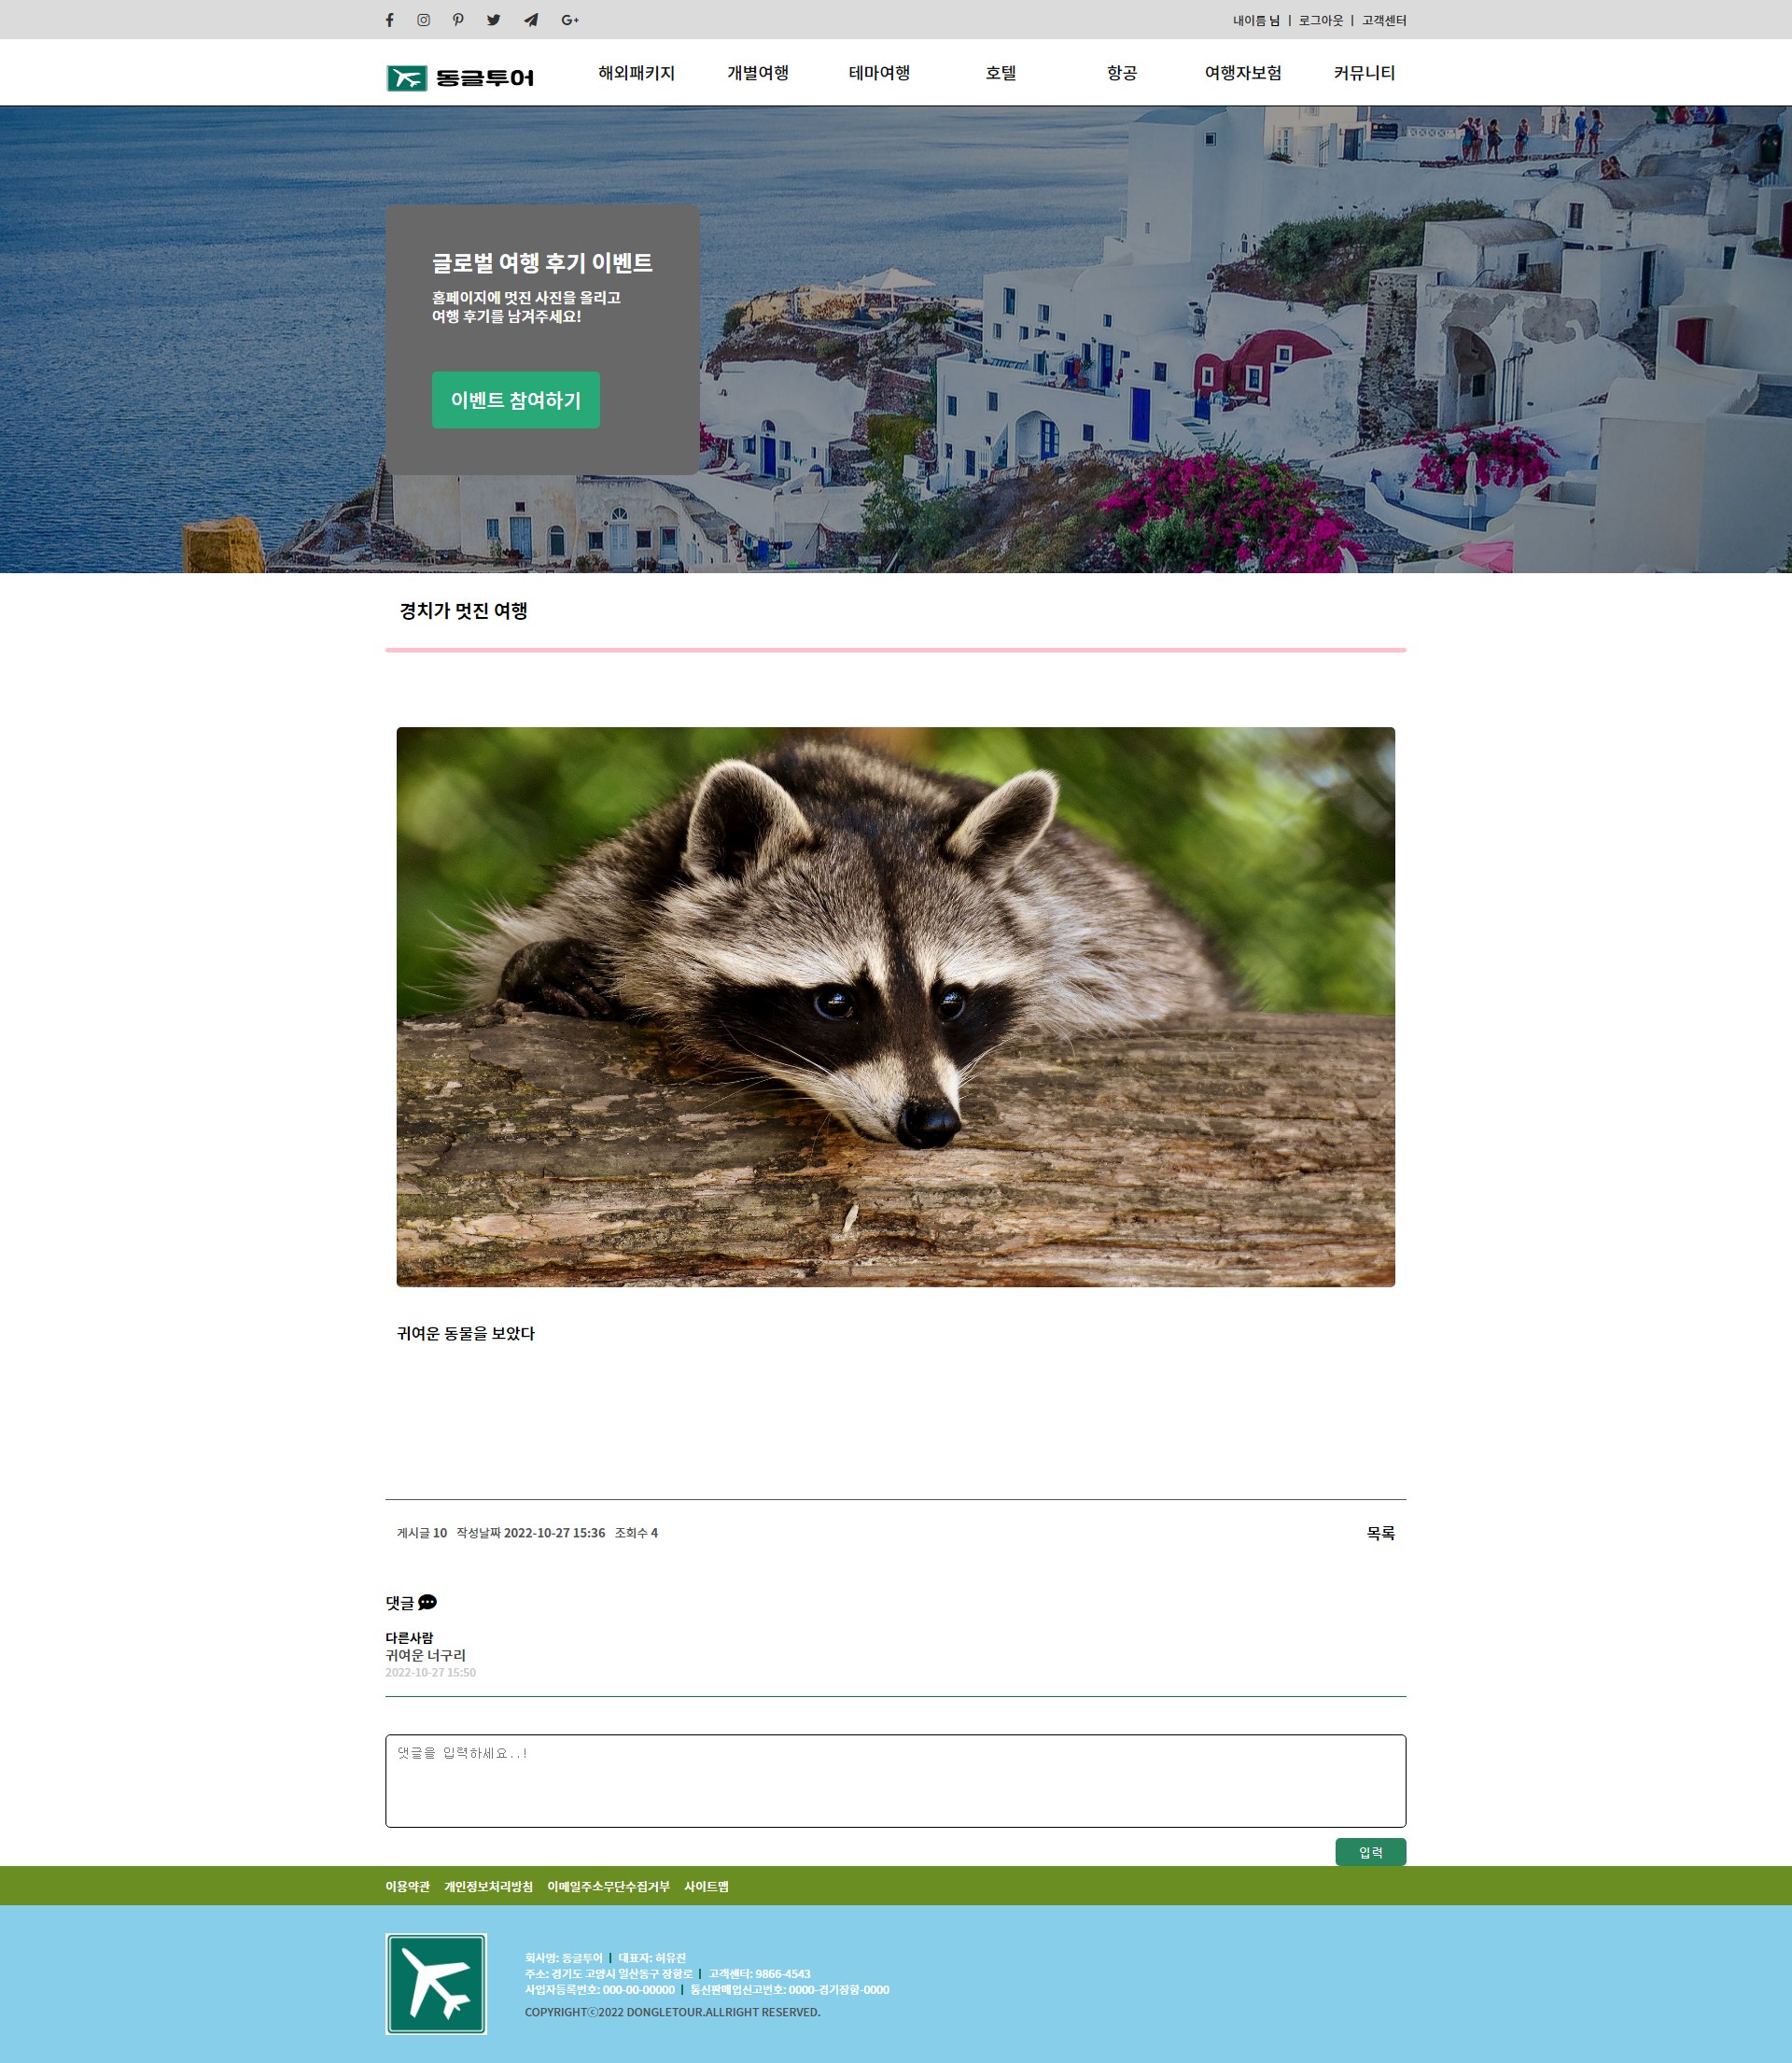 내이름 님 | 로그아웃 | 고객센터
동글투어
해외패키지 개별여행 테마여행 호텔 항공 여행자보험 커뮤니티
글로벌 여행 후기 이벤트
홈페이지에 멋진 사진을 올리고
여행 후기를 남겨주세요!
이벤트 참여하기
경치가 멋진 여행
귀여운 동물을 보았다
게시글 10 작성날짜 2022-10-27 15:36 조회수 4
목록
댓글
다른사람
귀여운 너구리
2022-10-27 15:50
댓글을 입력하세요..!
입력
이용약관 개인정보처리방침 이메일주소무단수집거부 사이트맵
회사명: 동글투어 | 대표자: 허유진
주소: 경기도 고양시 일산동구 장항로 | 고객센터: 9866-4543
사업자등록번호: 000-00-00000 | 통신판매업신고번호: 0000-경기장항-0000
COPYRIGHTⓒ2022 DONGLETOUR.ALLRIGHT RESERVED.